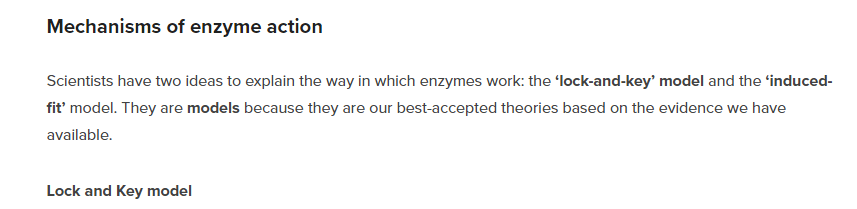 Mechanisms of enzyme action
Scientists have two ideas to explain the way in which enzymes work: the ‘lock-and-key’ model and the ‘induced-
fit’ model. They are models because they are our best-accepted theories based on the evidence we have
available.
Lock and Key model